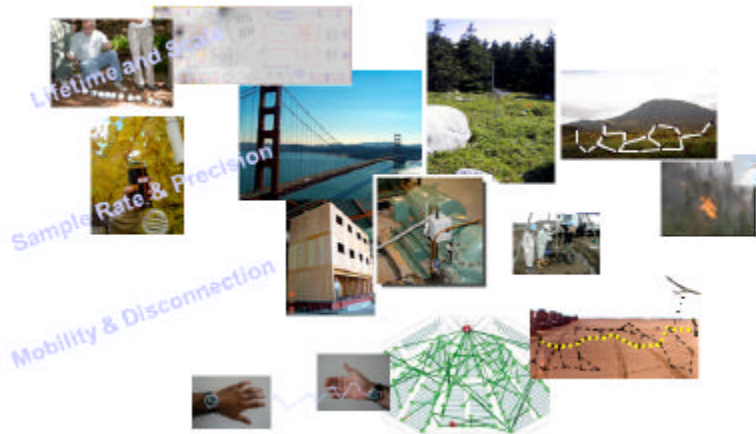 Lifetime and Scale
Sample Rate & Precision
Mobility & Disconnection